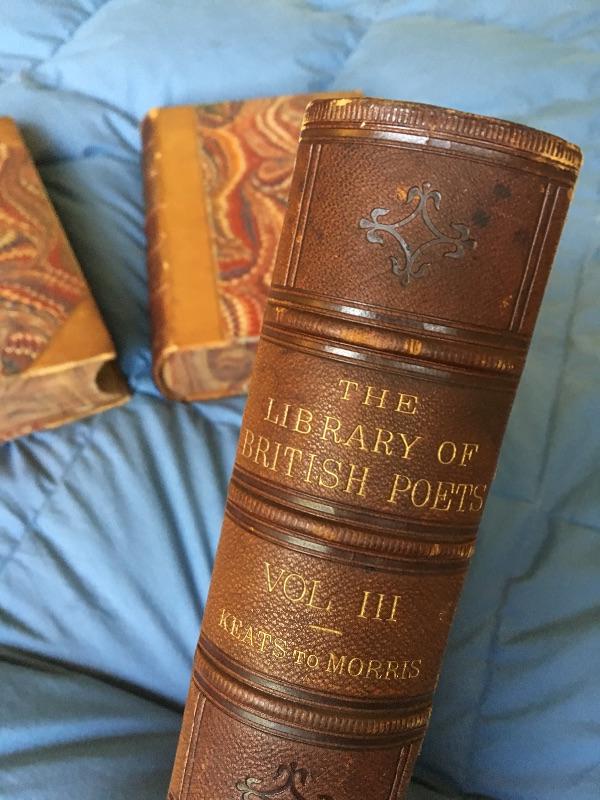 THE
LIBRARY OF
BRITISH POETS
VOL III
KEATS TO MORRIS